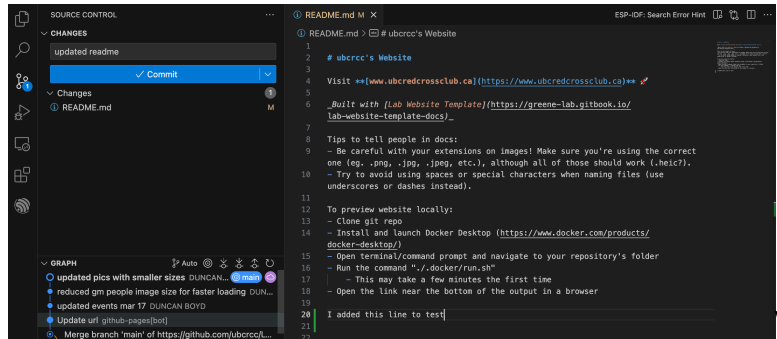 SOURCE CONTROL
CHANGES
updated readme
Commit
Changes
1
README.md
M
GRAPH
Auto
updated pics with smaller sizes DUNCAN... main
reduced gm people image size for faster loading DUN...
updated events mar 17 DUNCAN BOYD
Update url github-pages[bot]
Merge branch 'main' of https://github.com/ubcrcc/L...
1
README.md M
ESP-IDF: Search Error Hint
README.md > # ubcrcc's Website
1
2 # ubcrcc's Website
3
4 Visit **[www.ubcredcrossclub.ca](https://www.ubcredcrossclub.ca)** 🚀
5
6 _Built with [Lab Website Template](https://greene-lab.gitbook.io/
lab-website-template-docs)_
7
8 Tips to tell people in docs:
9 - Be careful with your extensions on images! Make sure you're using the correct
one (eg. .png, .jpg, .jpeg, etc.), although all of those should work (.heic?).
10 - Try to avoid using spaces or special characters when naming files (use
underscores or dashes instead).
11
12 To preview website locally:
13 - Clone git repo
14 - Install and launch Docker Desktop (https://www.docker.com/products/
docker-desktop/)
15 - Open terminal/command prompt and navigate to your repository's folder
16 - Run the command "./.docker/run.sh"
17 - This may take a few minutes the first time
18 - Open the link near the bottom of the output in a browser
19
20 I added this line to test
21